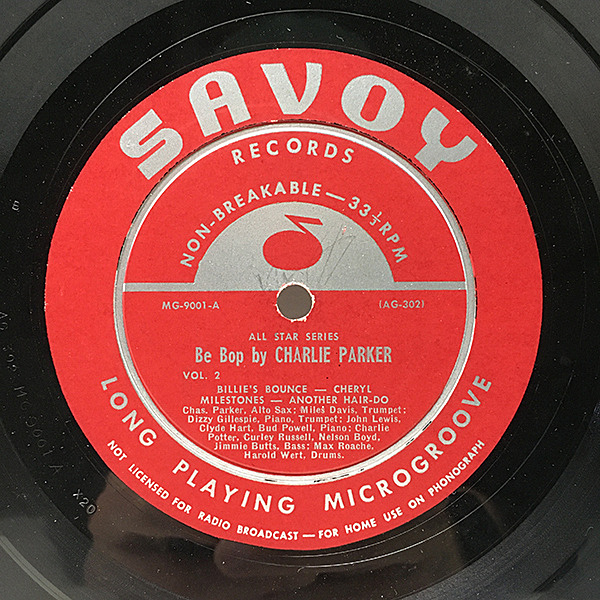 SAVOY
RECORDS
NON-BREAKABLE — 33⅓ RPM
MG-9001-A
(AG-302)
ALL STAR SERIES
Be Bop by CHARLIE PARKER
VOL. 2
BILLIE'S BOUNCE — CHERYL
MILESTONES — ANOTHER HAIR-DO
Chas. Parker, Alto Sax; Miles Davis, Trumpet;
Dizzy Gillespie, Piano, Trumpet; John Lewis,
Clyde Hart, Bud Powell, Piano; Charlie
Potter, Curley Russell, Nelson Boyd,
Jimmie Butts, Bass; Max Roache,
Harold Wert, Drums.
LONG PLAYING MICROGROOVE
NOT LICENSED FOR RADIO BROADCAST — FOR HOME USE ON PHONOGRAPH
X20